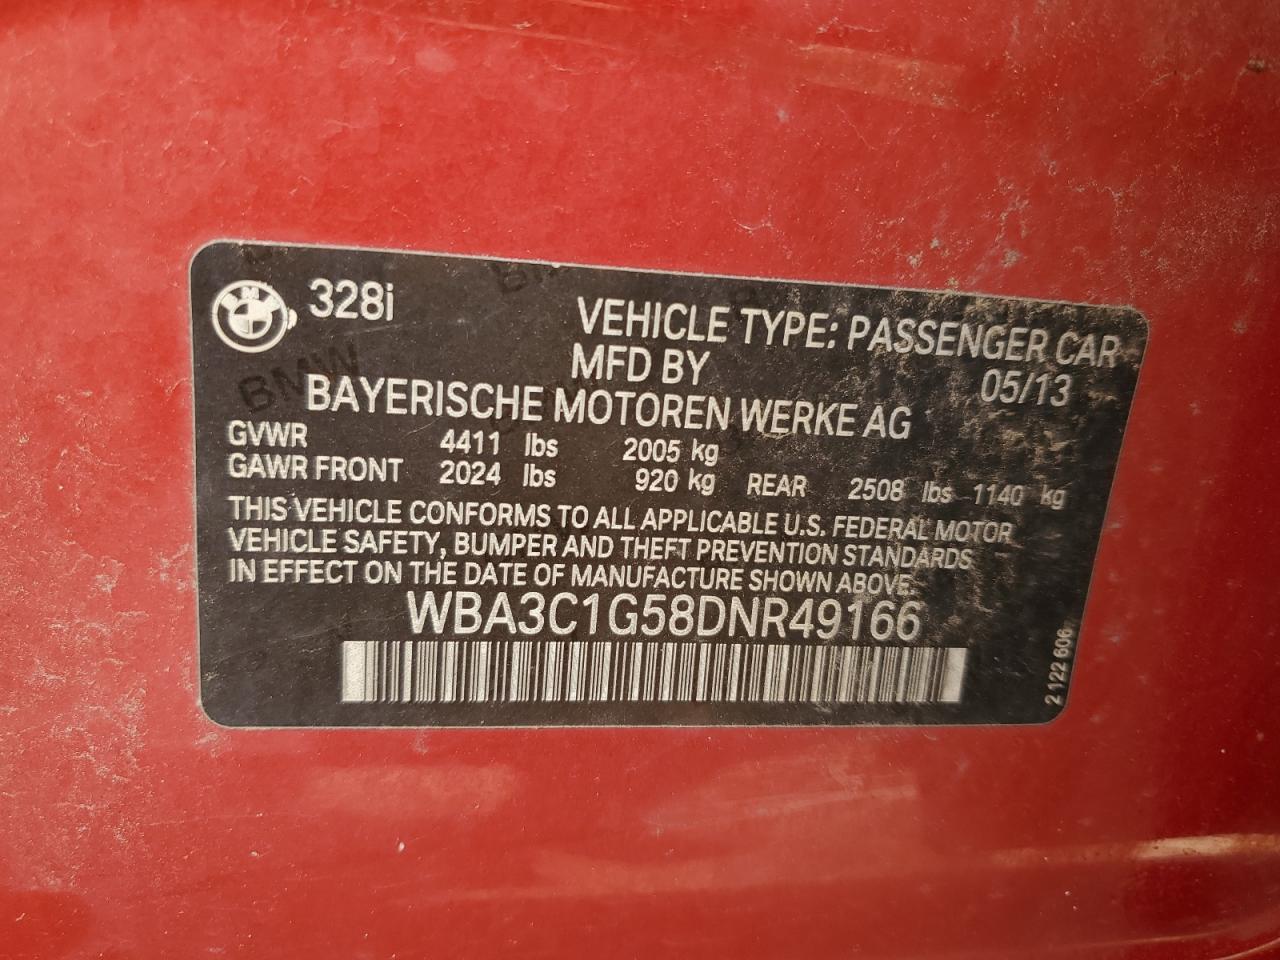 328i
VEHICLE TYPE: PASSENGER CAR
MFD BY 05/13
BAYERISCHE MOTOREN WERKE AG
GVWR 4411 lbs 2005 kg
GAWR FRONT 2024 lbs 920 kg REAR 2508 lbs 1140 kg
THIS VEHICLE CONFORMS TO ALL APPLICABLE U.S. FEDERAL MOTOR
VEHICLE SAFETY, BUMPER AND THEFT PREVENTION STANDARDS
IN EFFECT ON THE DATE OF MANUFACTURE SHOWN ABOVE.
WBA3C1G58DNR49166
2 122 606
BMW